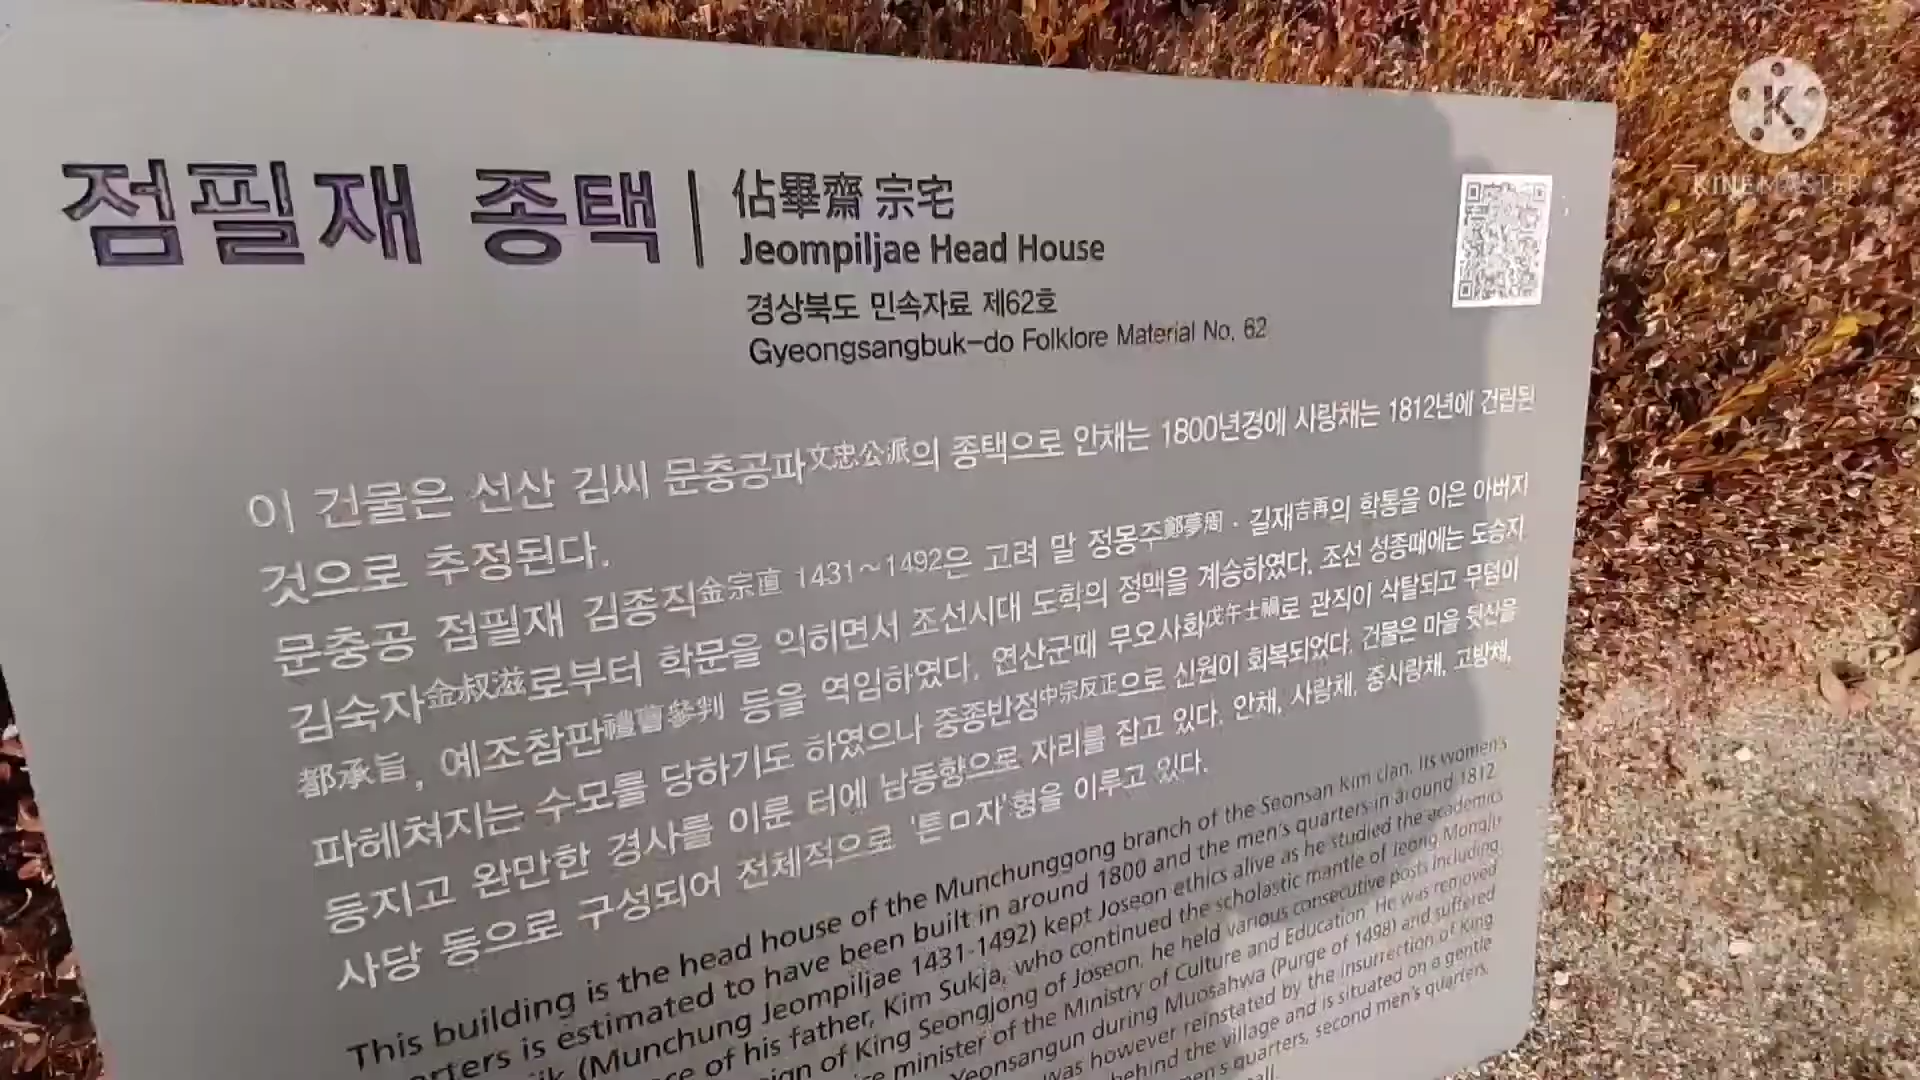 점필재 종택
佔畢齋 宗宅
Jeompiljae Head House
경상북도 민속자료 제62호
Gyeongsangbuk-do Folklore Material No. 62
이 건물은 선산 김씨 문충공파文忠公派의 종택으로 안채는 1800년경에 사랑채는 1812년에 건립된
것으로 추정된다.
문충공 점필재 김종직金宗直 1431~1492은 고려 말 정몽주鄭夢周·길재吉再의 학통을 이은 아버지
김숙자金叔滋로부터 학문을 익히면서 조선시대 도학의 정맥을 계승하였다. 조선 성종때에는 도승지
都承旨, 예조참판禮曹參判 등을 역임하였다. 연산군때 무오사화戊午士禍로 관직이 삭탈되고 무덤이
파헤쳐지는 수모를 당하기도 하였으나 중종반정中宗反正으로 신원이 회복되었다. 건물은 마을 뒷산을
등지고 완만한 경사를 이룬 터에 남동향으로 자리를 잡고 있다. 안채, 사랑채, 중사랑채, 고방채,
사당 등으로 구성되어 전체적으로 '튼ㅁ자'형을 이루고 있다.
This building is the head house of the Munchunggong branch of the Seonsan Kim clan. Its women's
is estimated to have been built in around 1800 and the men's quarters in around 1812.
(Munchung Jeompiljae 1431-1492) kept Joseon ethics alive as he studied the academics
of his father, Kim Sukja, who continued the scholastic mantle of Jeong Mongju
of King Seongjong of Joseon, he held various consecutive posts including
minister of the Ministry of Culture and Education. He was removed
Yeonsangun during Muosahwa (Purge of 1498) and suffered
was however reinstated by the insurrection of King
behind the village and is situated on a gentle
quarters, second men's quarters,
KINEMASTER